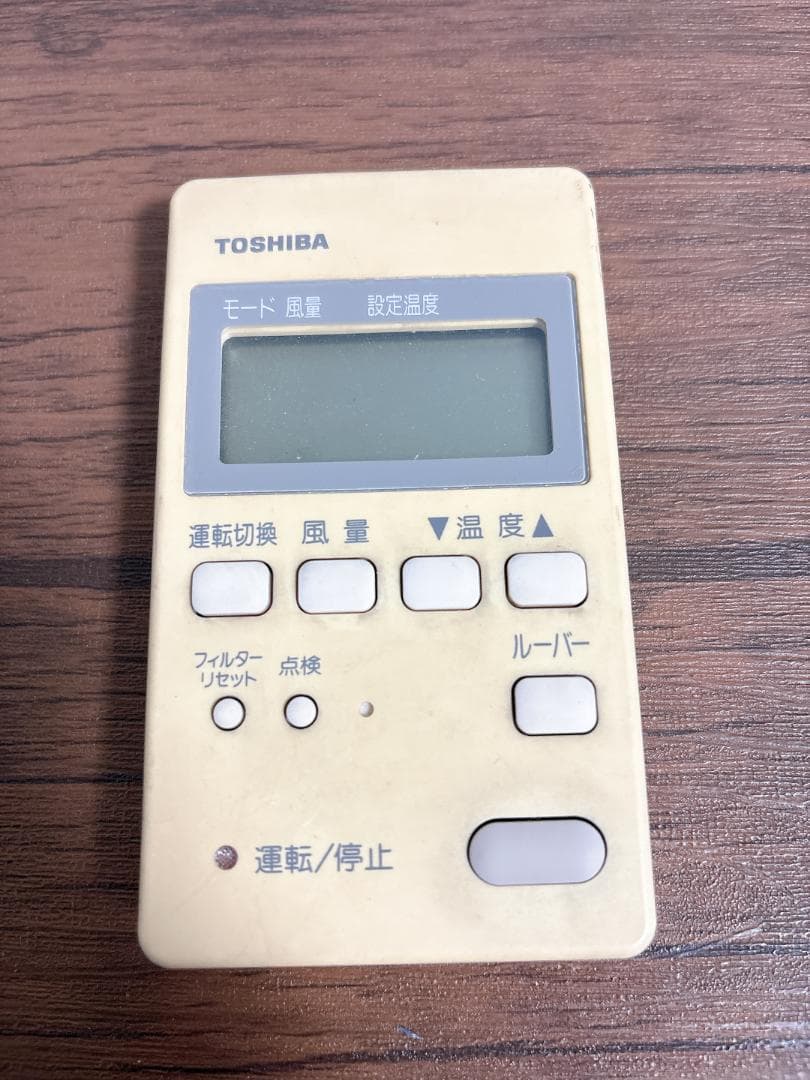 TOSHIBA
モード 風量 設定温度
運転切換 風量 ▼温度▲
フィルター
リセット
点検
ルーバー
運転/停止